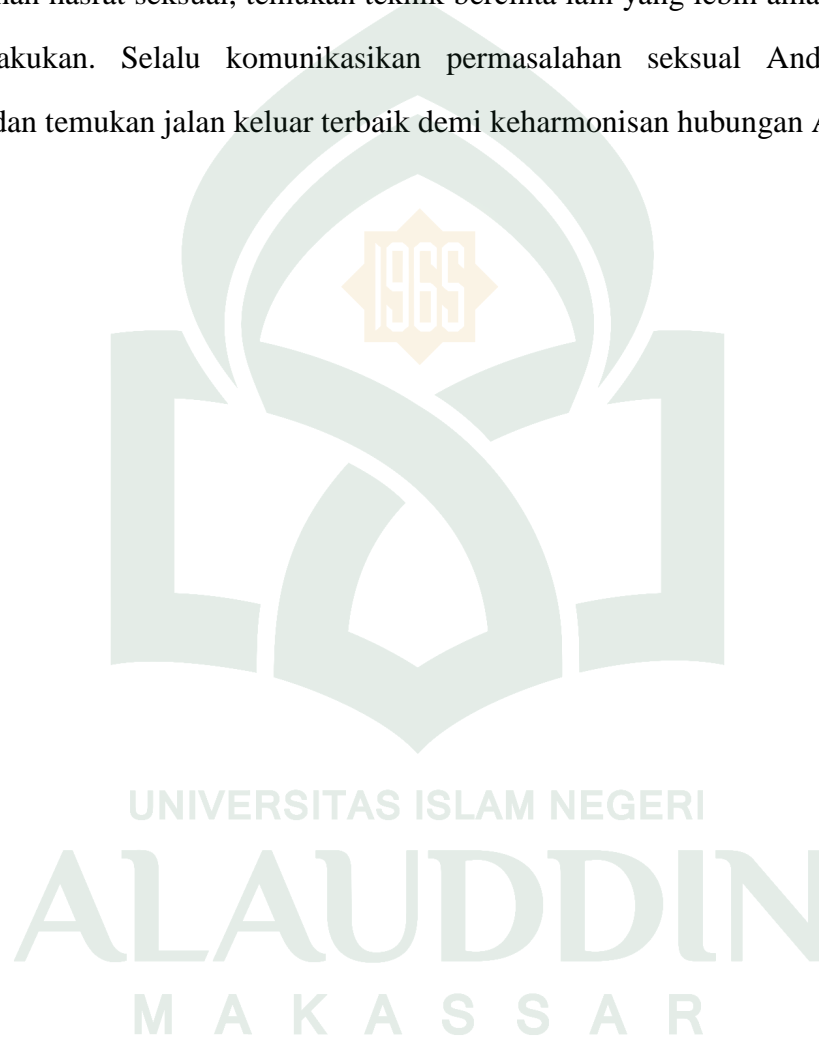 hasrat seksual, temukan teknik bercinta lain yang lebih
akukan. Selalu komunikasikan permasalahan seksual And
dan temukan jalan keluar terbaik demi keharmonisan hubungan A
1965
UNIVERSITAS ISLAM NEGERI
ALAUDDIN
MAKASSAR